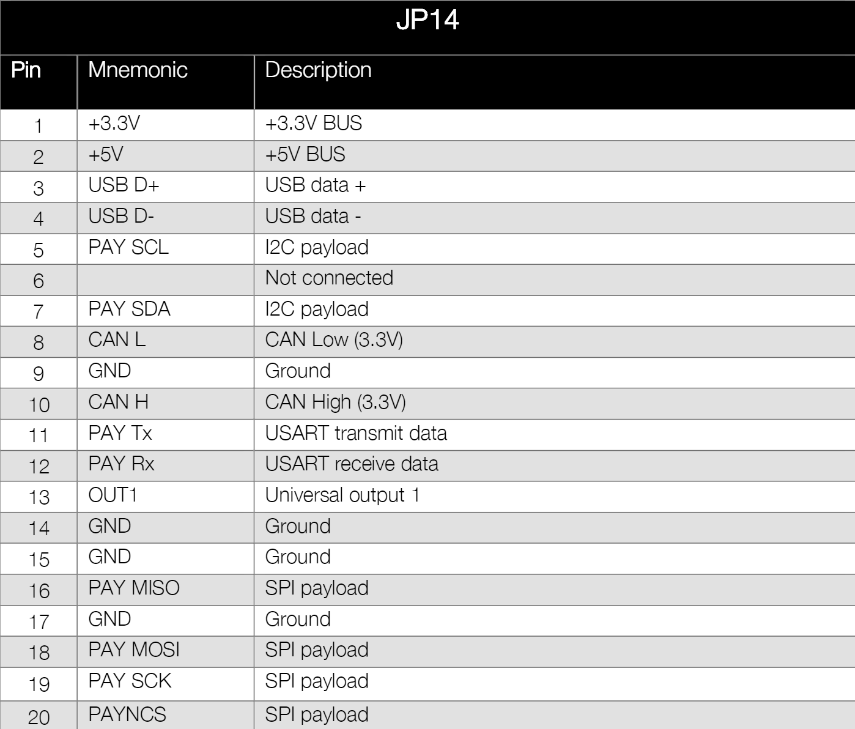 JP14
Pin Mnemonic Description
1 +3.3V +3.3V BUS
2 +5V +5V BUS
3 USB D+ USB data +
4 USB D- USB data -
5 PAY SCL I2C payload
6 Not connected
7 PAY SDA I2C payload
8 CAN L CAN Low (3.3V)
9 GND Ground
10 CAN H CAN High (3.3V)
11 PAY Tx USART transmit data
12 PAY Rx USART receive data
13 OUT1 Universal output 1
14 GND Ground
15 GND Ground
16 PAY MISO SPI payload
17 GND Ground
18 PAY MOSI SPI payload
19 PAY SCK SPI payload
20 PAYNCS SPI payload